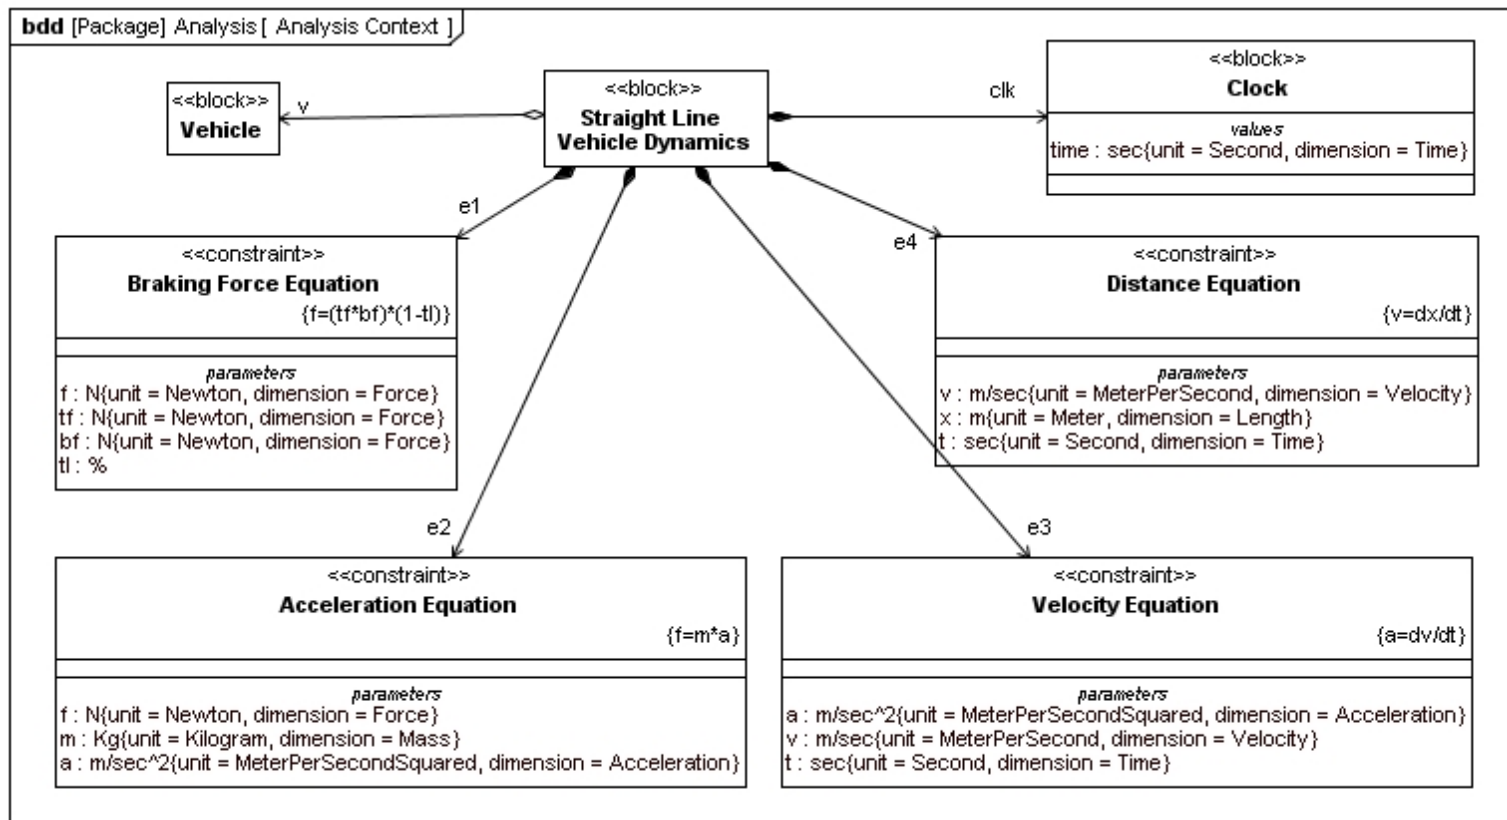 bdd [Package] Analysis [ Analysis Context ]
<<block>>
Vehicle
v
<<block>>
Straight Line
Vehicle Dynamics
clk
<<block>>
Clock
values
time : sec{unit = Second, dimension = Time}
e1
<<constraint>>
Braking Force Equation
{f=(tf*bf)*(1-tl)}
parameters
f : N{unit = Newton, dimension = Force}
tf : N{unit = Newton, dimension = Force}
bf : N{unit = Newton, dimension = Force}
tl : %
e4
<<constraint>>
Distance Equation
{v=dx/dt}
parameters
v : m/sec{unit = MeterPerSecond, dimension = Velocity}
x : m{unit = Meter, dimension = Length}
t : sec{unit = Second, dimension = Time}
e2
<<constraint>>
Acceleration Equation
{f=m*a}
parameters
f : N{unit = Newton, dimension = Force}
m : Kg{unit = Kilogram, dimension = Mass}
a : m/sec^2{unit = MeterPerSecondSquared, dimension = Acceleration}
e3
<<constraint>>
Velocity Equation
{a=dv/dt}
parameters
a : m/sec^2{unit = MeterPerSecondSquared, dimension = Acceleration}
v : m/sec{unit = MeterPerSecond, dimension = Velocity}
t : sec{unit = Second, dimension = Time}